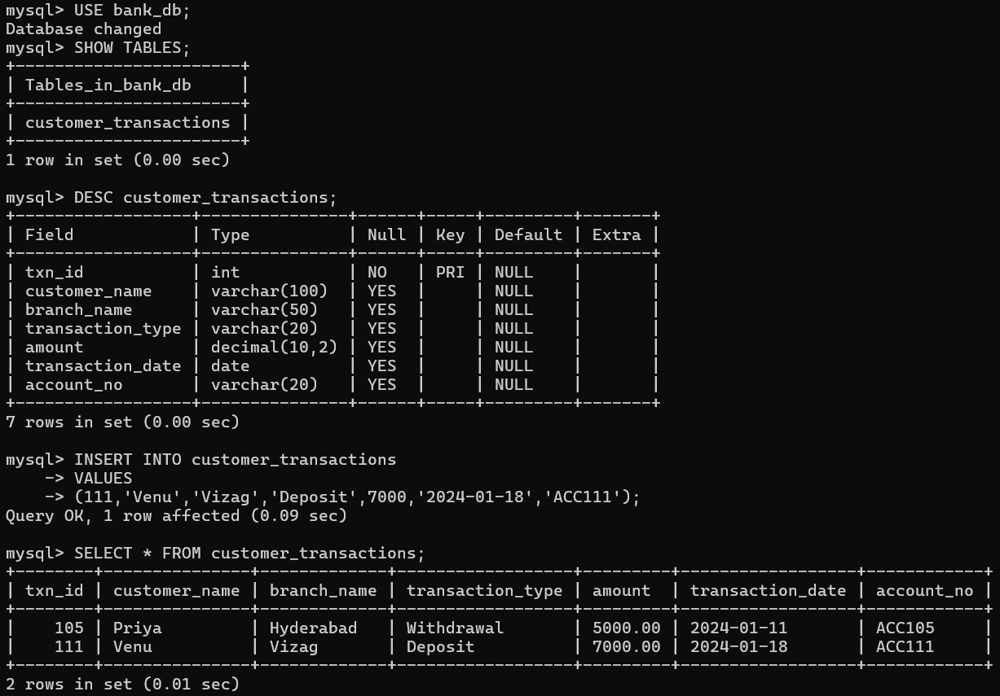 mysql> USE bank_db;
Database changed
mysql> SHOW TABLES;
+-----------------------+
| Tables_in_bank_db     |
+-----------------------+
| customer_transactions |
+-----------------------+
1 row in set (0.00 sec)

mysql> DESC customer_transactions;
+------------------+---------------+------+-----+---------+-------+
| Field            | Type          | Null | Key | Default | Extra |
+------------------+---------------+------+-----+---------+-------+
| txn_id           | int           | NO   | PRI | NULL    |       |
| customer_name    | varchar(100)  | YES  |     | NULL    |       |
| branch_name      | varchar(50)   | YES  |     | NULL    |       |
| transaction_type | varchar(20)   | YES  |     | NULL    |       |
| amount           | decimal(10,2) | YES  |     | NULL    |       |
| transaction_date | date          | YES  |     | NULL    |       |
| account_no       | varchar(20)   | YES  |     | NULL    |       |
+------------------+---------------+------+-----+---------+-------+
7 rows in set (0.00 sec)

mysql> INSERT INTO customer_transactions
    -> VALUES
    -> (111,'Venu','Vizag','Deposit',7000,'2024-01-18','ACC111');
Query OK, 1 row affected (0.09 sec)

mysql> SELECT * FROM customer_transactions;
+--------+---------------+-------------+------------------+---------+------------------+------------+
| txn_id | customer_name | branch_name | transaction_type | amount  | transaction_date | account_no |
+--------+---------------+-------------+------------------+---------+------------------+------------+
|    105 | Priya         | Hyderabad   | Withdrawal       | 5000.00 | 2024-01-11       | ACC105     |
|    111 | Venu          | Vizag       | Deposit          | 7000.00 | 2024-01-18       | ACC111     |
+--------+---------------+-------------+------------------+---------+------------------+------------+
2 rows in set (0.01 sec)